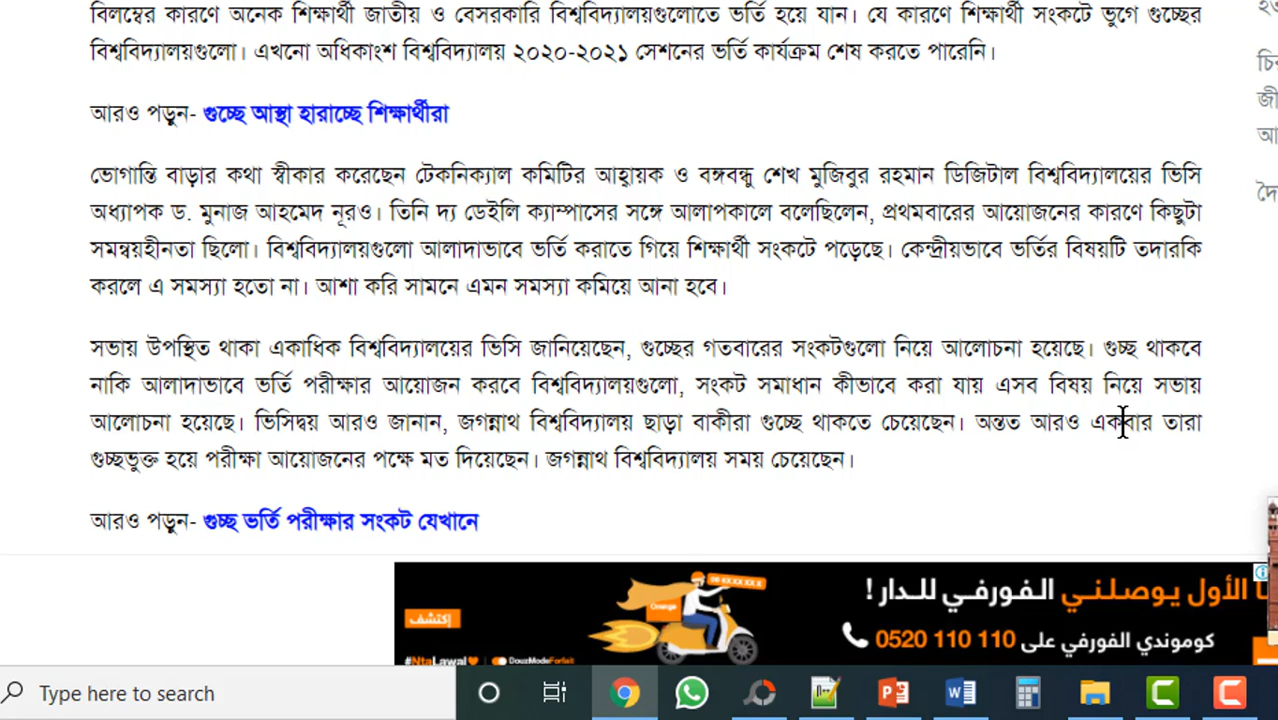 বিলম্বের কারণে অনেক শিক্ষার্থী জাতীয় ও বেসরকারি বিশ্ববিদ্যালয়গুলোতে ভর্তি হয়ে যান। যে কারণে শিক্ষার্থী সংকটে ভুগে গুচ্ছের
বিশ্ববিদ্যালয়গুলো। এখনো অধিকাংশ বিশ্ববিদ্যালয় ২০২০-২০২১ সেশনের ভর্তি কার্যক্রম শেষ করতে পারেনি।
আরও পড়ুন- গুচ্ছে আস্থা হারাচ্ছে শিক্ষার্থীরা
ভোগান্তি বাড়ার কথা স্বীকার করেছেন টেকনিক্যাল কমিটির আহ্বায়ক ও বঙ্গবন্ধু শেখ মুজিবুর রহমান ডিজিটাল বিশ্ববিদ্যালয়ের ভিসি
অধ্যাপক ড. মুনাজ আহমেদ নূরও। তিনি দ্য ডেইলি ক্যাম্পাসের সঙ্গে আলাপকালে বলেছিলেন, প্রথমবারের আয়োজনের কারণে কিছুটা
সমন্বয়হীনতা ছিলো। বিশ্ববিদ্যালয়গুলো আলাদাভাবে ভর্তি করাতে গিয়ে শিক্ষার্থী সংকটে পড়েছে। কেন্দ্রীয়ভাবে ভর্তির বিষয়টি তদারকি
করলে এ সমস্যা হতো না। আশা করি সামনে এমন সমস্যা কমিয়ে আনা হবে।
সভায় উপস্থিত থাকা একাধিক বিশ্ববিদ্যালয়ের ভিসি জানিয়েছেন, গুচ্ছের গতবারের সংকটগুলো নিয়ে আলোচনা হয়েছে। গুচ্ছ থাকবে
নাকি আলাদাভাবে ভর্তি পরীক্ষার আয়োজন করবে বিশ্ববিদ্যালয়গুলো, সংকট সমাধান কীভাবে করা যায় এসব বিষয় নিয়ে সভায়
আলোচনা হয়েছে। ভিসিদ্বয় আরও জানান, জগন্নাথ বিশ্ববিদ্যালয় ছাড়া বাকীরা গুচ্ছে থাকতে চেয়েছেন। অন্তত আরও একবার তারা
গুচ্ছভুক্ত হয়ে পরীক্ষা আয়োজনের পক্ষে মত দিয়েছেন। জগন্নাথ বিশ্ববিদ্যালয় সময় চেয়েছেন।
আরও পড়ুন- গুচ্ছ ভর্তি পরীক্ষার সংকট যেখানে
الأول يوصلني الفورفي للدار !
إكتشف
Orange
كوموندي الفورفي على 0520 110 110
#NtaLawal DouzModeForfait
Type here to search